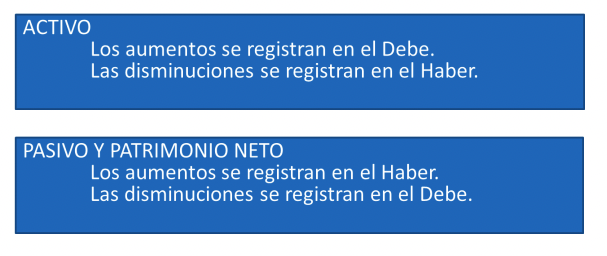 ACTIVO
Los aumentos se registran en el Debe.
Las disminuciones se registran en el Haber.
PASIVO Y PATRIMONIO NETO
Los aumentos se registran en el Haber.
Las disminuciones se registran en el Debe.